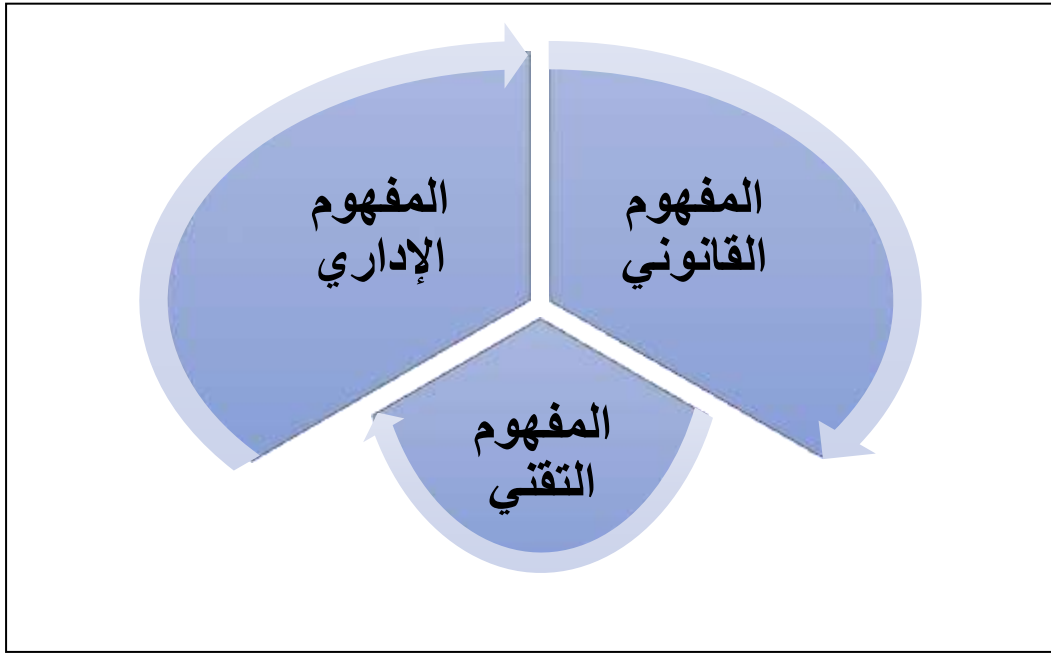 المفهوم
القانوني
المفهوم
الإداري
المفهوم
التقني